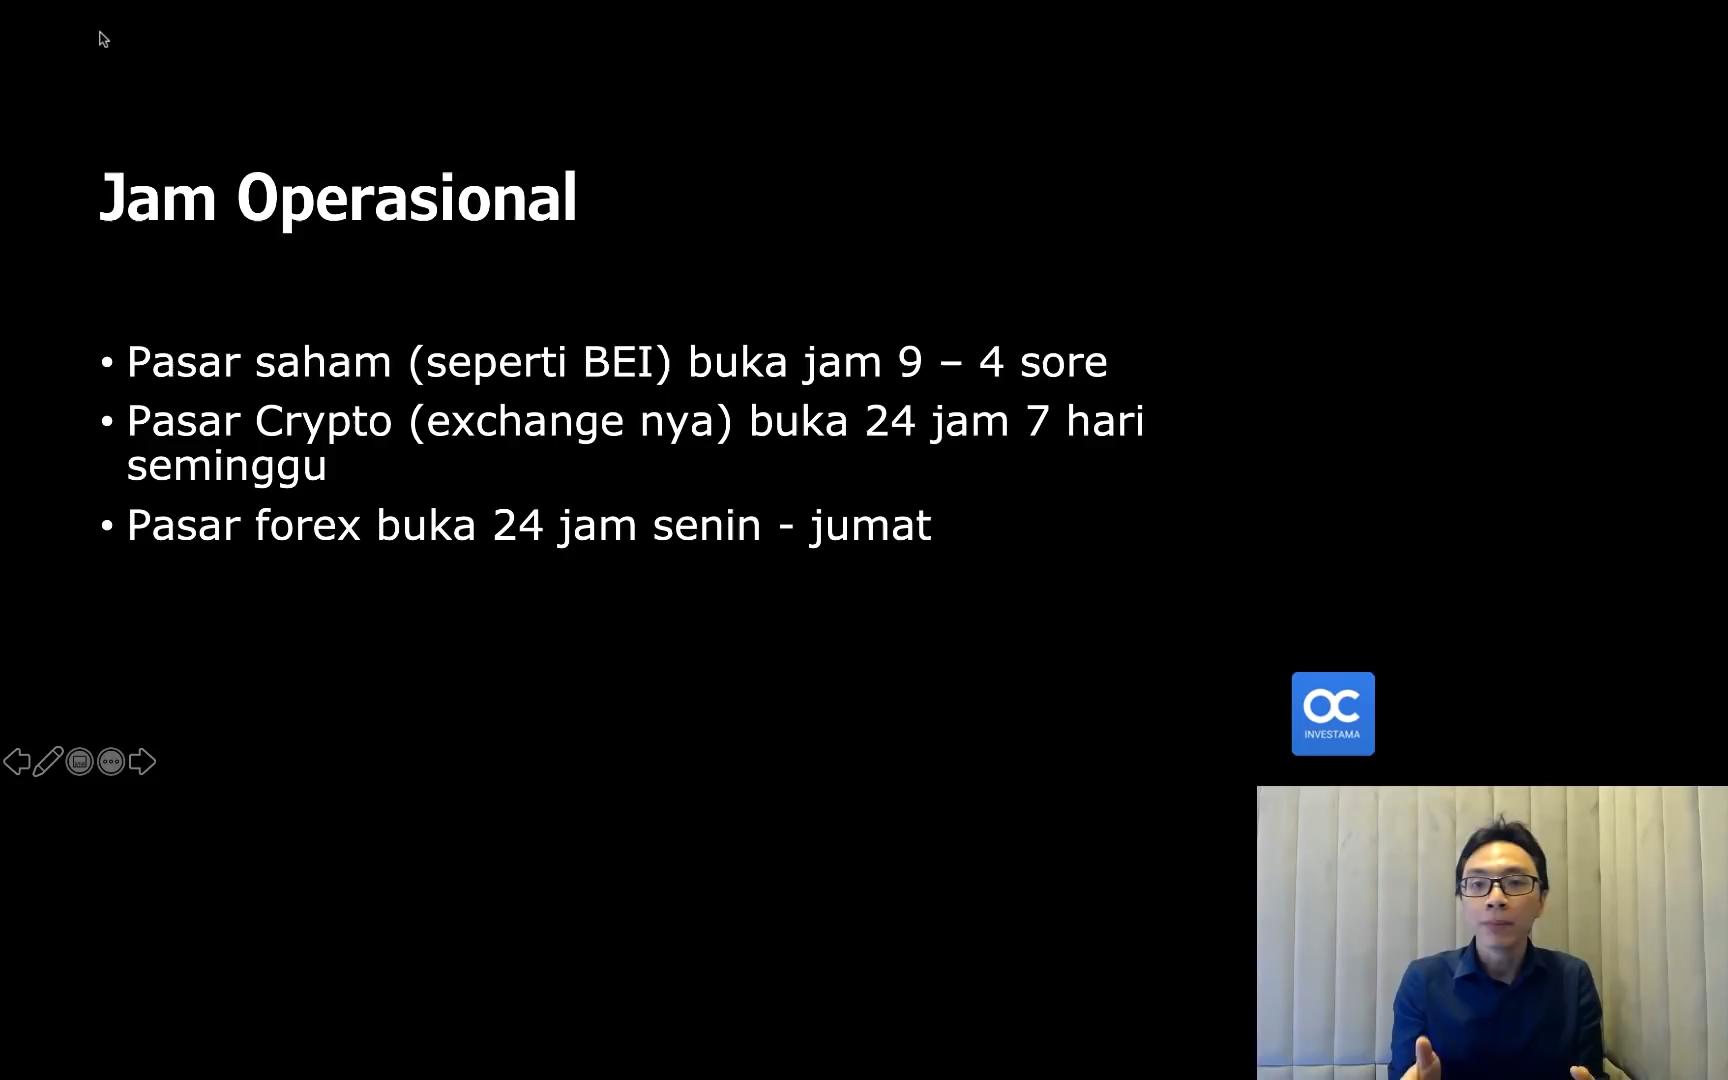 Jam Operasional
• Pasar saham (seperti BEI) buka jam 9 – 4 sore
• Pasar Crypto (exchange nya) buka 24 jam 7 hari
seminggu
• Pasar forex buka 24 jam senin - jumat
OC
INVESTAMA